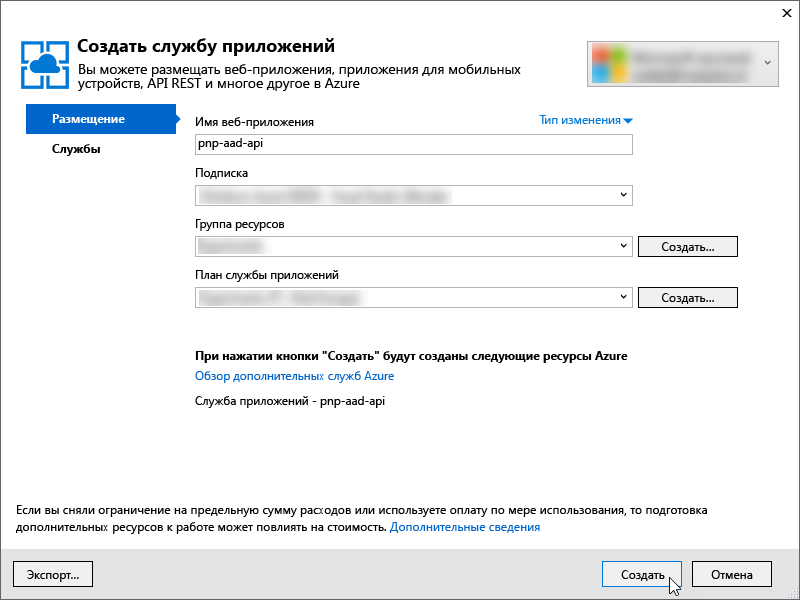 Создать службу приложений
Вы можете размещать веб-приложения, приложения для мобильных
устройств, API REST и многое другое в Azure
Размещение
Службы
Имя веб-приложения
Тип изменения
pnp-aad-api
Подписка
Группа ресурсов
Создать...
План службы приложений
Создать...
При нажатии кнопки "Создать" будут созданы следующие ресурсы Azure
Обзор дополнительных служб Azure
Служба приложений - pnp-aad-api
Если вы сняли ограничение на предельную сумму расходов или используете оплату по мере использования, то подготовка
дополнительных ресурсов к работе может повлиять на стоимость. Дополнительные сведения
Экспорт...
Создать
Отмена